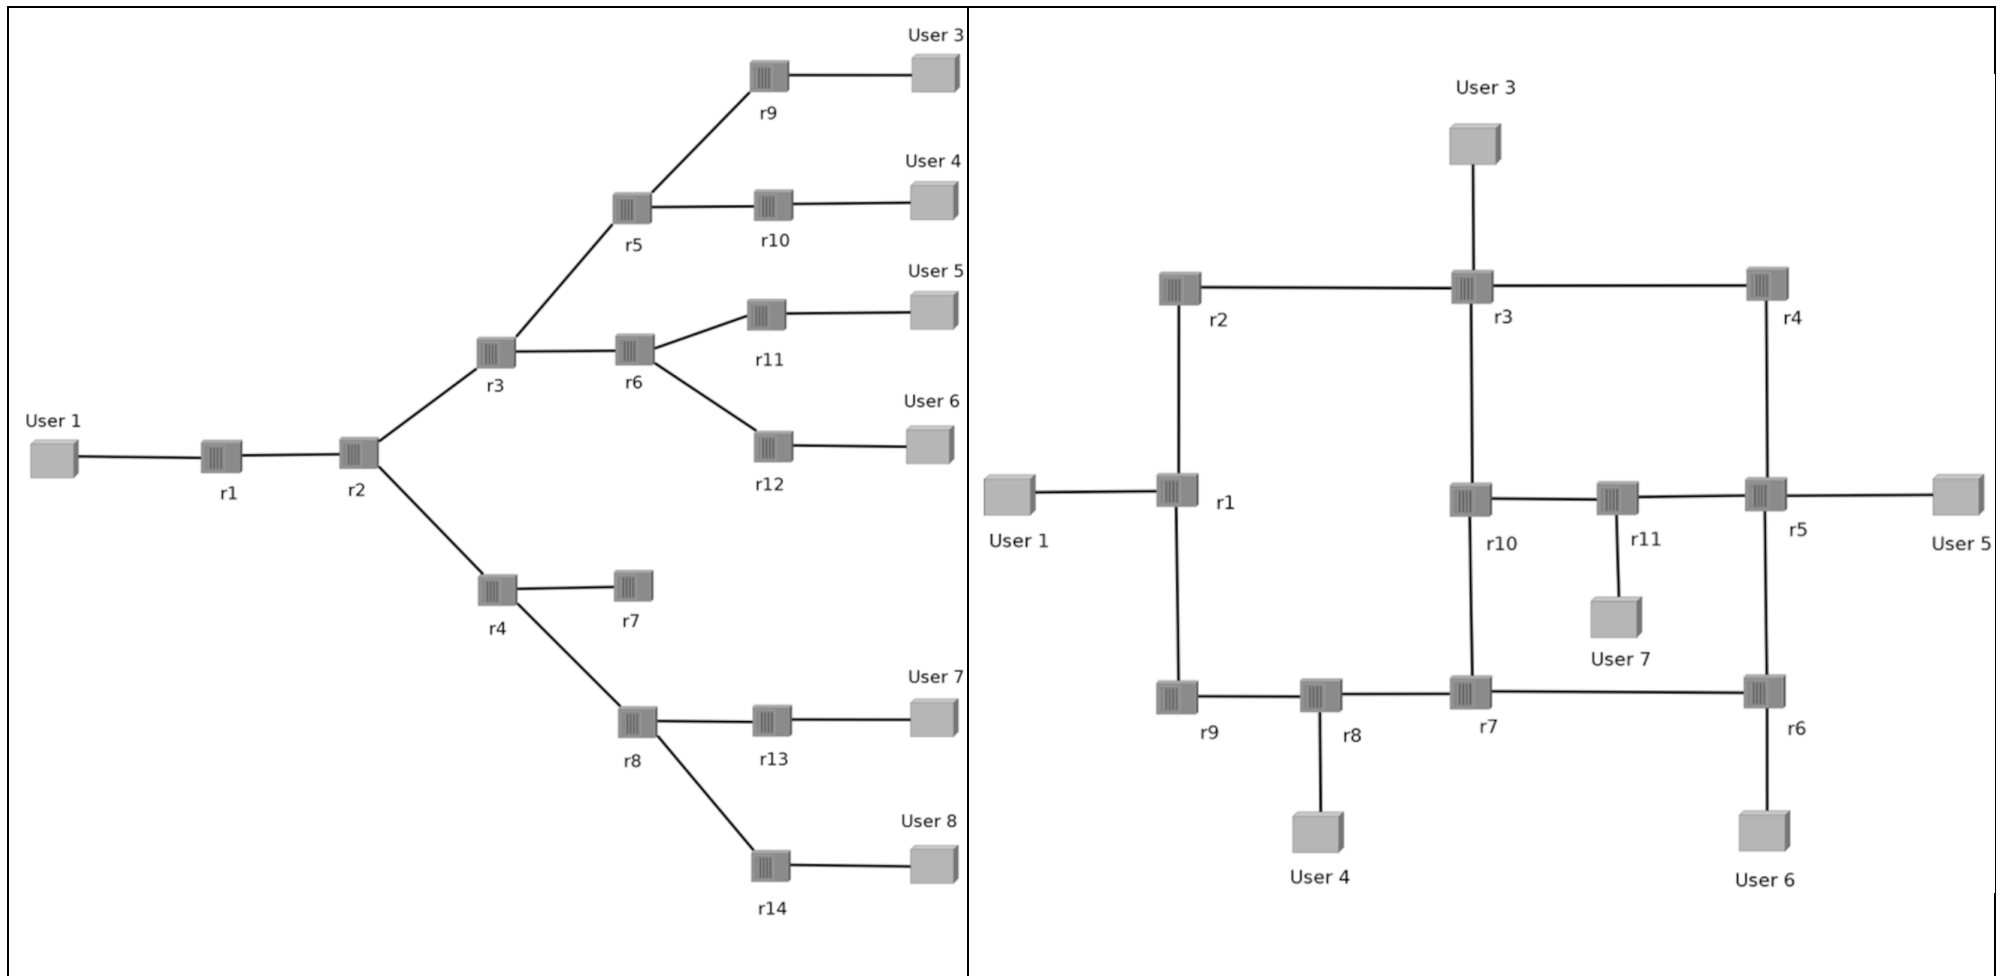 User 3
r9
User 4
r5
r10
User 5
r3
r6
r11
User 6
User 1
r1
r2
r12
r4
r7
User 7
r8
r13
User 8
r14
User 3
r2
r3
r4
r1
User 1
r10
r11
r5
User 5
User 7
r9
r8
r7
r6
User 4
User 6